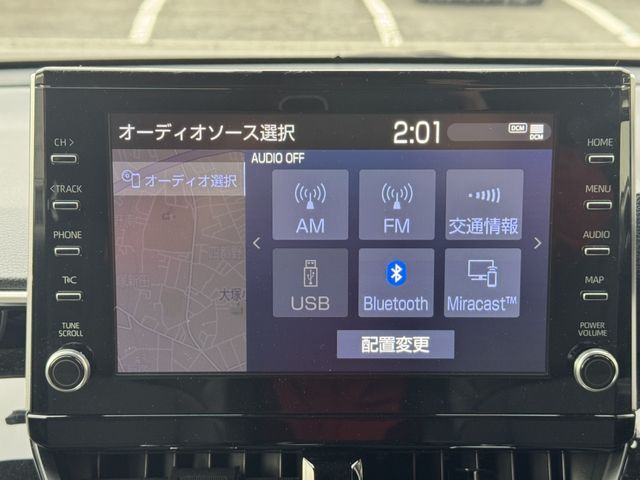 オーディオソース選択
2:01
DCM
DCM
AUDIO OFF
オーディオ選択
AM
FM
交通情報
USB
Bluetooth
Miracast™
配置変更
CH >
< TRACK
PHONE
TUNE
SCROLL
HOME
MENU
AUDIO
MAP
POWER
VOLUME